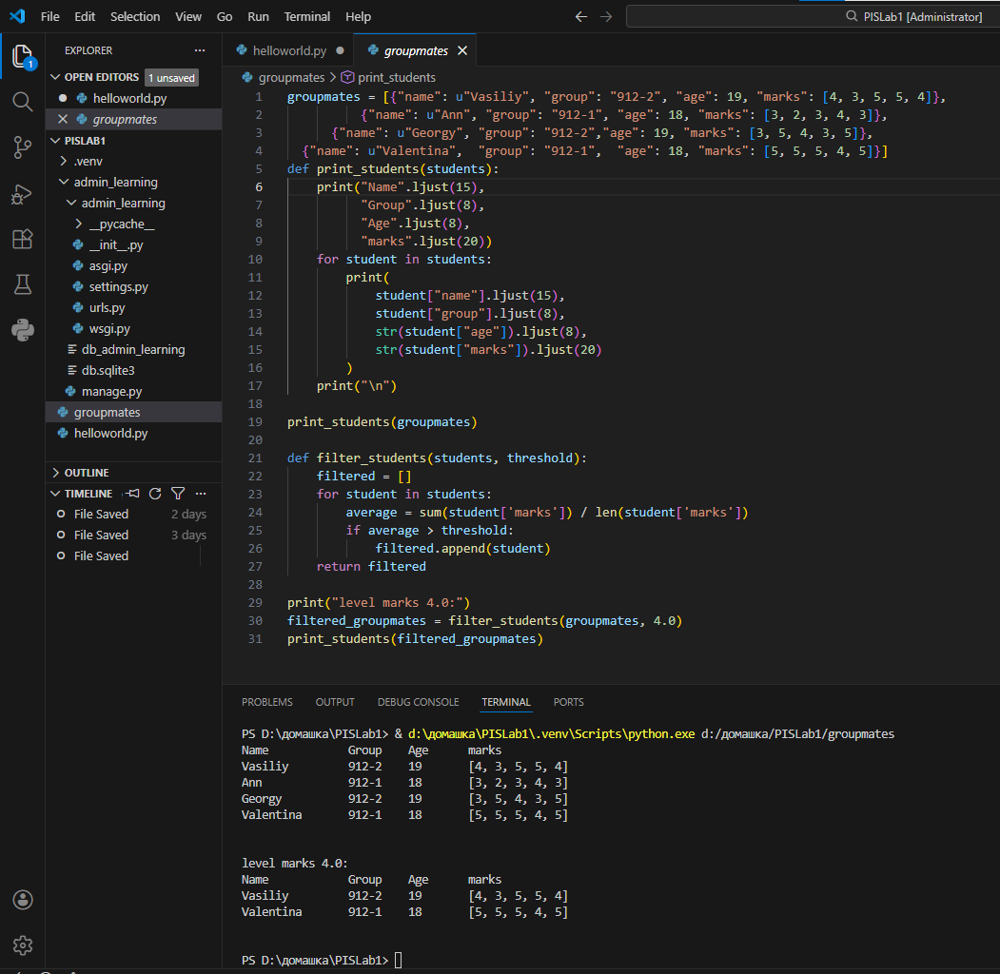 File Edit Selection View Go Run Terminal Help
PISLab1 [Administrator]
EXPLORER
OPEN EDITORS 1 unsaved
helloworld.py
groupmates
PISLAB1
.venv
admin_learning
admin_learning
__pycache__
__init__.py
asgi.py
settings.py
urls.py
wsgi.py
db_admin_learning
db.sqlite3
manage.py
groupmates
helloworld.py
OUTLINE
TIMELINE
File Saved 2 days
File Saved 3 days
File Saved
1
helloworld.py
groupmates
groupmates > print_students
1 groupmates = [{"name": u"Vasiliy", "group": "912-2", "age": 19, "marks": [4, 3, 5, 5, 4]},
2 {"name": u"Ann", "group": "912-1", "age": 18, "marks": [3, 2, 3, 4, 3]},
3 {"name": u"Georgy", "group": "912-2","age": 19, "marks": [3, 5, 4, 3, 5]},
4 {"name": u"Valentina", "group": "912-1", "age": 18, "marks": [5, 5, 5, 4, 5]}]
5 def print_students(students):
6 print("Name".ljust(15),
7 "Group".ljust(8),
8 "Age".ljust(8),
9 "marks".ljust(20))
10 for student in students:
11 print(
12 student["name"].ljust(15),
13 student["group"].ljust(8),
14 str(student["age"]).ljust(8),
15 str(student["marks"]).ljust(20)
16 )
17 print("\n")
18
19 print_students(groupmates)
20
21 def filter_students(students, threshold):
22 filtered = []
23 for student in students:
24 average = sum(student['marks']) / len(student['marks'])
25 if average > threshold:
26 filtered.append(student)
27 return filtered
28
29 print("level marks 4.0:")
30 filtered_groupmates = filter_students(groupmates, 4.0)
31 print_students(filtered_groupmates)
PROBLEMS OUTPUT DEBUG CONSOLE TERMINAL PORTS
PS D:\домашка\PISLab1> & d:\домашка\PISLab1\.venv\Scripts\python.exe d:/домашка/PISLab1/groupmates
Name Group Age marks
Vasiliy 912-2 19 [4, 3, 5, 5, 4]
Ann 912-1 18 [3, 2, 3, 4, 3]
Georgy 912-2 19 [3, 5, 4, 3, 5]
Valentina 912-1 18 [5, 5, 5, 4, 5]
level marks 4.0:
Name Group Age marks
Vasiliy 912-2 19 [4, 3, 5, 5, 4]
Valentina 912-1 18 [5, 5, 5, 4, 5]
PS D:\домашка\PISLab1>